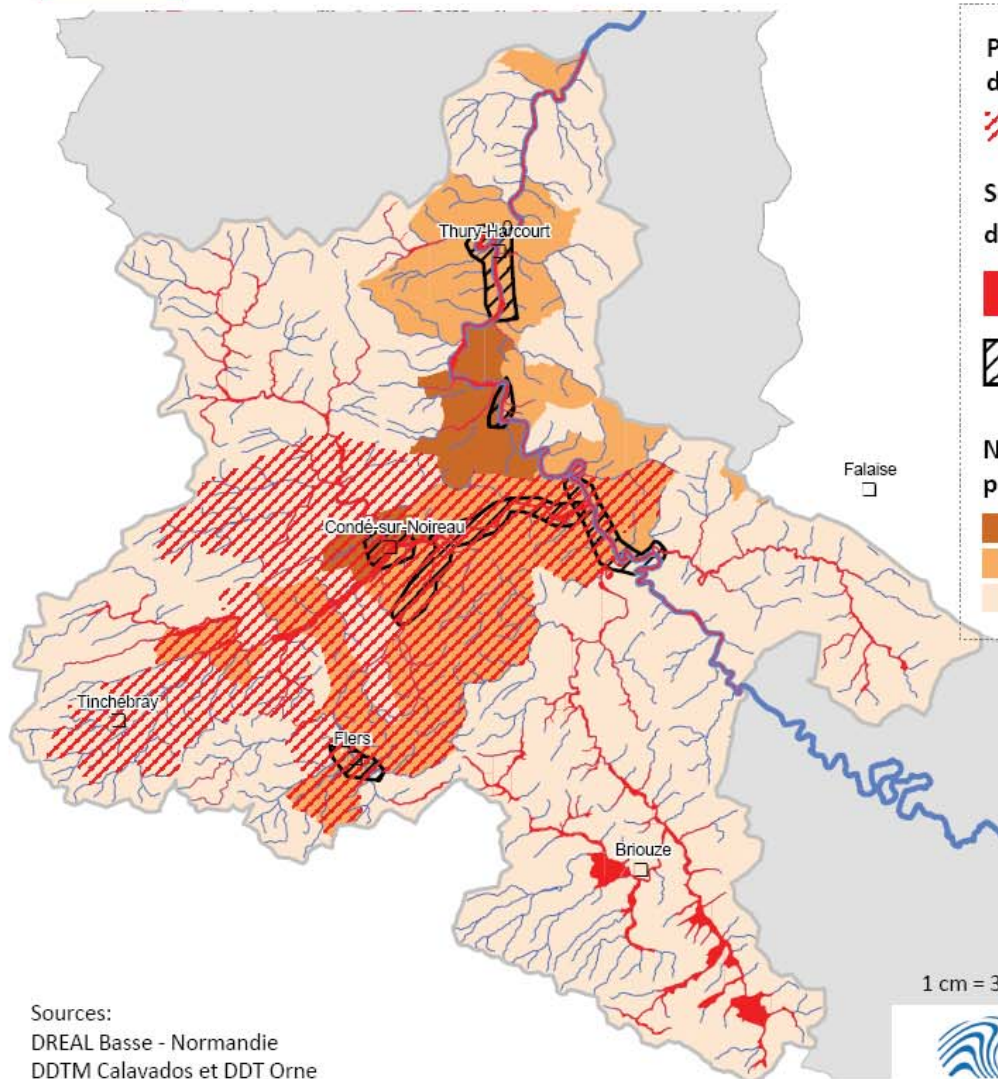 P
d
S
d
Thury-Harcourt
N
p
Falaise
Condé-sur-Noireau
Tinchebray
Flers
Briouze
1 cm = 3
Sources:
DREAL Basse - Normandie
DDTM Calavados et DDT Orne